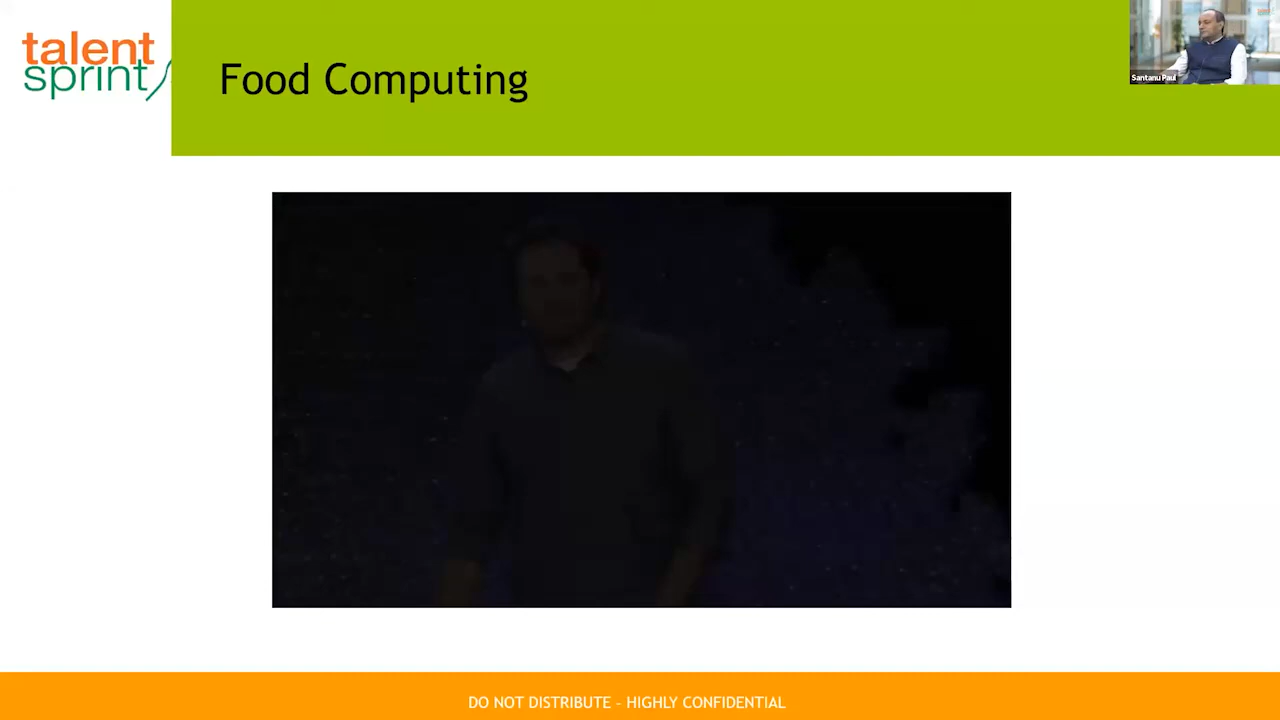 talent
sprint
Food Computing
Santanu Paul
DO NOT DISTRIBUTE - HIGHLY CONFIDENTIAL